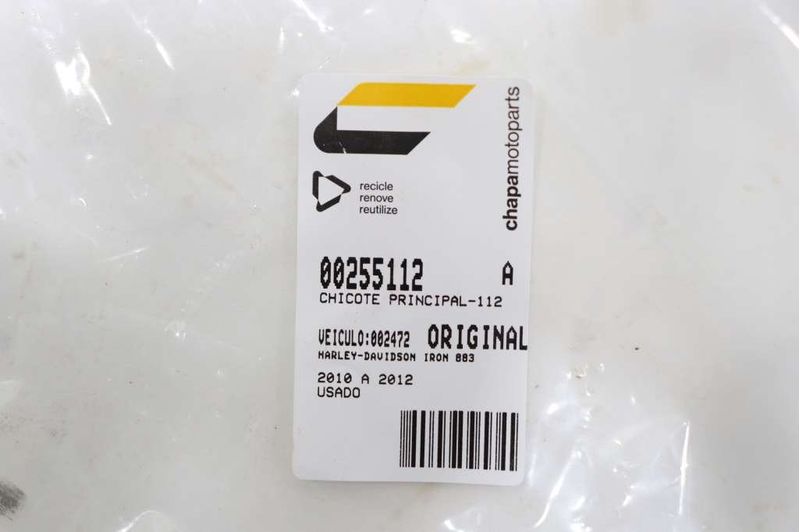 chapamotoparts
recicle
renove
reutilize
00255112 A
CHICOTE PRINCIPAL-112
VEICULO:002472 ORIGINAL
HARLEY-DAVIDSON IRON 883
2010 A 2012
USADO